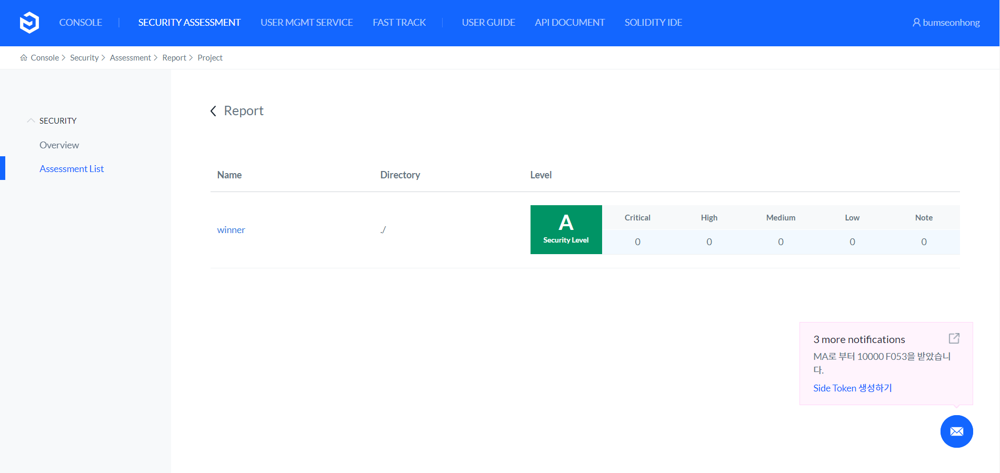 CONSOLE
SECURITY ASSESSMENT
USER MGMT SERVICE
FAST TRACK
USER GUIDE
API DOCUMENT
SOLIDITY IDE
bumseonhong
Console
Security
Assessment
Report
Project
SECURITY
Overview
Assessment List
Report
Name
Directory
Level
winner
./
A
Security Level
Critical
High
Medium
Low
Note
0
0
0
0
0
3 more notifications
MA로 부터 10000 F053을 받았습니
다.
Side Token 생성하기